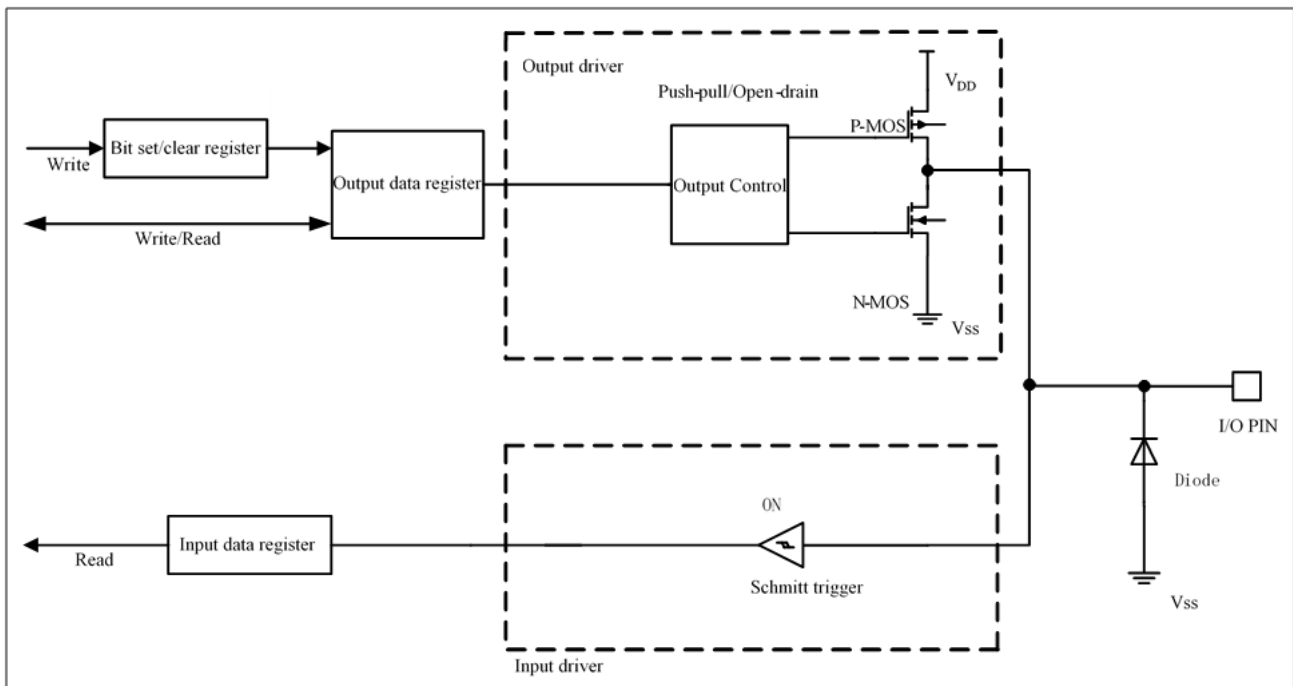 Output driver
Push-pull/Open-drain
VDD
P-MOS
Bit set/clear register
Write
Output data register
Output Control
Write/Read
N-MOS
Vss
I/O PIN
Diode
ON
Input data register
Read
Schmitt trigger
Vss
Input driver